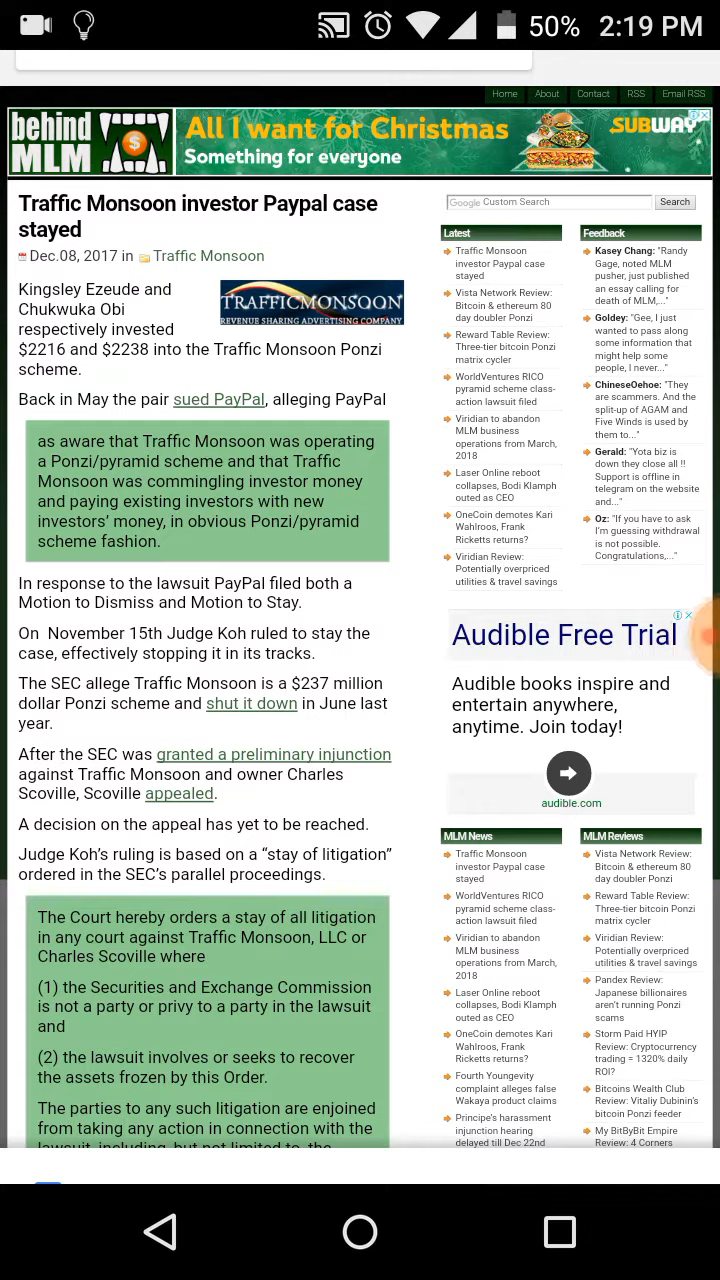 50% 2:19 PM
Home About Contact RSS Email RSS
behind MLM
All I want for Christmas
Something for everyone
SUBWAY
Traffic Monsoon investor Paypal case
stayed
Dec.08, 2017 in Traffic Monsoon
Kingsley Ezeude and
Chukwuka Obi
respectively invested
$2216 and $2238 into the Traffic Monsoon Ponzi
scheme.
TRAFFICMONSOON
REVENUE SHARING ADVERTISING COMPANY
Back in May the pair sued PayPal, alleging PayPal
as aware that Traffic Monsoon was operating
a Ponzi/pyramid scheme and that Traffic
Monsoon was commingling investor money
and paying existing investors with new
investors’ money, in obvious Ponzi/pyramid
scheme fashion.
In response to the lawsuit PayPal filed both a
Motion to Dismiss and Motion to Stay.
On November 15th Judge Koh ruled to stay the
case, effectively stopping it in its tracks.
The SEC allege Traffic Monsoon is a $237 million
dollar Ponzi scheme and shut it down in June last
year.
After the SEC was granted a preliminary injunction
against Traffic Monsoon and owner Charles
Scoville, Scoville appealed.
A decision on the appeal has yet to be reached.
Judge Koh’s ruling is based on a “stay of litigation”
ordered in the SEC’s parallel proceedings.
The Court hereby orders a stay of all litigation
in any court against Traffic Monsoon, LLC or
Charles Scoville where
(1) the Securities and Exchange Commission
is not a party or privy to a party in the lawsuit
and
(2) the lawsuit involves or seeks to recover
the assets frozen by this Order.
The parties to any such litigation are enjoined
from taking any action in connection with the
lawsuit, including, but not limited to, the
Google Custom Search Search
Latest
Traffic Monsoon
investor Paypal case
stayed
Vista Network Review:
Bitcoin & ethereum 80
day doubler Ponzi
Reward Table Review:
Three-tier bitcoin Ponzi
matrix cycler
WorldVentures RICO
pyramid scheme class-
action lawsuit filed
Viridian to abandon
MLM business
operations from March,
2018
Laser Online reboot
collapses, Bodi Klamph
outed as CEO
OneCoin demotes Kari
Wahlroos, Frank
Ricketts returns?
Viridian Review:
Potentially overpriced
utilities & travel savings
Feedback
Kasey Chang: "Randy
Gage, noted MLM
pusher, just published
an essay calling for
death of MLM,..."
Goldey: "Gee, I just
wanted to pass along
some information that
might help some
people, I never..."
ChineseOehoe: "They
are scammers. And the
split-up of AGAM and
Five Winds is used by
them to..."
Gerald: "Yota biz is
down they close all !!
Support is offline in
telegram on the website
and..."
Oz: "If you have to ask
I'm guessing withdrawal
is not possible.
Congratulations,..."
Audible Free Trial
Audible books inspire and
entertain anywhere,
anytime. Join today!
audible.com
MLM News
Traffic Monsoon
investor Paypal case
stayed
WorldVentures RICO
pyramid scheme class-
action lawsuit filed
Viridian to abandon
MLM business
operations from March,
2018
Laser Online reboot
collapses, Bodi Klamph
outed as CEO
OneCoin demotes Kari
Wahlroos, Frank
Ricketts returns?
Fourth Youngevity
complaint alleges false
Wakaya product claims
Principe's harassment
injunction hearing
delayed till Dec 22nd
MLM Reviews
Vista Network Review:
Bitcoin & ethereum 80
day doubler Ponzi
Reward Table Review:
Three-tier bitcoin Ponzi
matrix cycler
Viridian Review:
Potentially overpriced
utilities & travel savings
Pandex Review:
Japanese billionaires
aren't running Ponzi
scams
Storm Paid HYIP
Review: Cryptocurrency
trading = 1320% daily
ROI?
Bitcoins Wealth Club
Review: Vitaliy Dubinin's
bitcoin Ponzi feeder
My BitByBit Empire
Review: 4 Corners